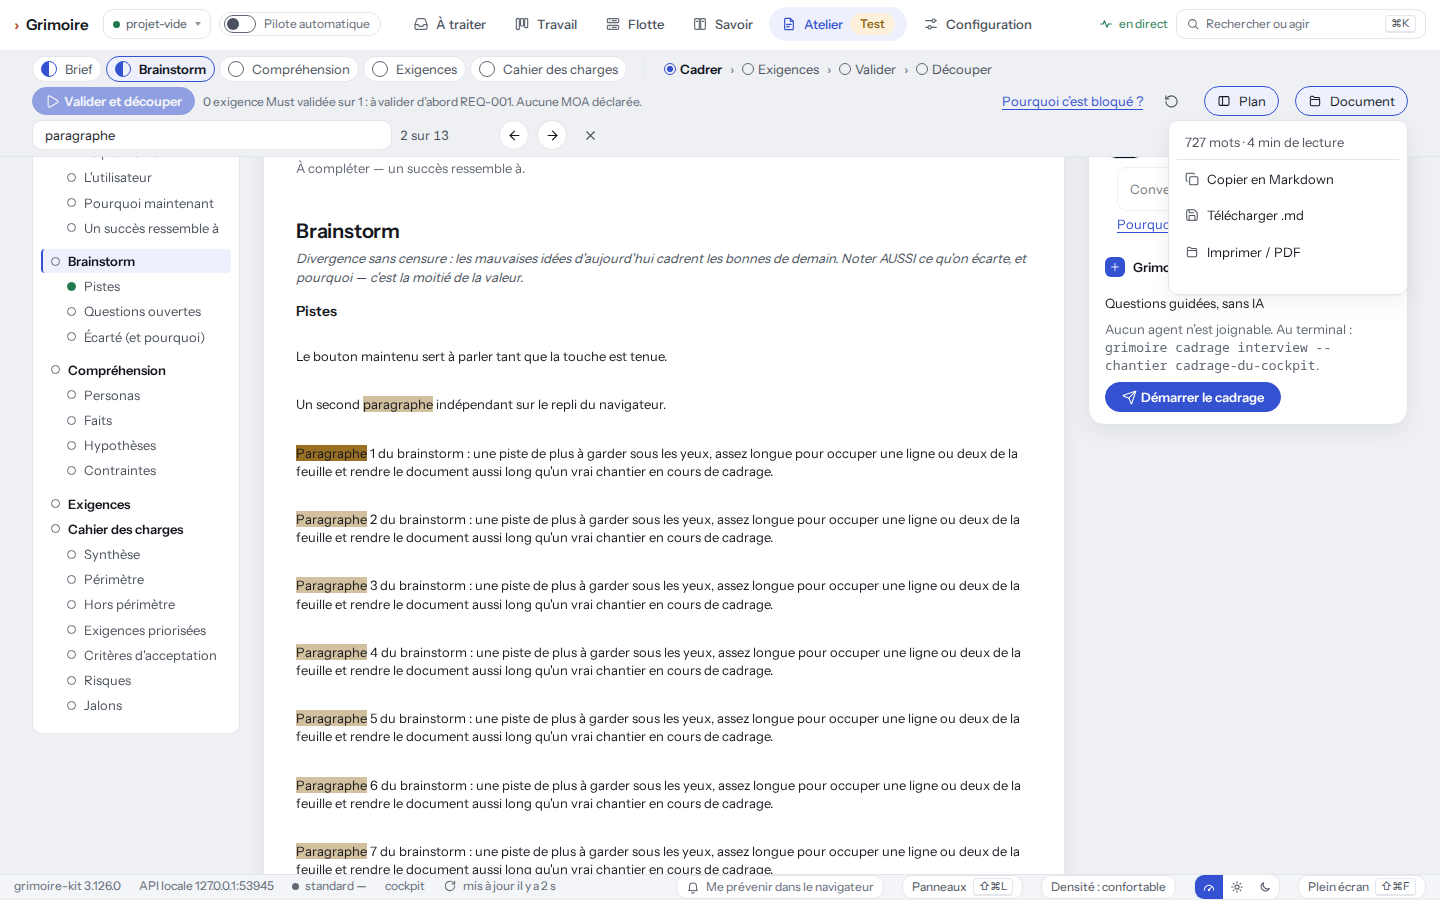 › Grimoire
projet-vide
Pilote automatique
À traiter
Travail
Flotte
Savoir
Atelier
Test
Configuration
en direct
Rechercher ou agir
⌘K
Brief
Brainstorm
Compréhension
Exigences
Cahier des charges
Cadrer
›
Exigences
›
Valider
›
Découper
Valider et découper
0 exigence Must validée sur 1 : à valider d'abord REQ-001. Aucune MOA déclarée.
Pourquoi c'est bloqué ?
Plan
Document
paragraphe
2 sur 13
727 mots · 4 min de lecture
Copier en Markdown
Télécharger .md
Imprimer / PDF
L'utilisateur
Pourquoi maintenant
Un succès ressemble à
Brainstorm
Pistes
Questions ouvertes
Écarté (et pourquoi)
Compréhension
Personas
Faits
Hypothèses
Contraintes
Exigences
Cahier des charges
Synthèse
Périmètre
Hors périmètre
Exigences priorisées
Critères d'acceptation
Risques
Jalons
À compléter — un succès ressemble à.
Brainstorm
Divergence sans censure : les mauvaises idées d'aujourd'hui cadrent les bonnes de demain. Noter AUSSI ce qu'on écarte, et
pourquoi — c'est la moitié de la valeur.
Pistes
Le bouton maintenu sert à parler tant que la touche est tenue.
Un second paragraphe indépendant sur le repli du navigateur.
Paragraphe 1 du brainstorm : une piste de plus à garder sous les yeux, assez longue pour occuper une ligne ou deux de la
feuille et rendre le document aussi long qu'un vrai chantier en cours de cadrage.
Paragraphe 2 du brainstorm : une piste de plus à garder sous les yeux, assez longue pour occuper une ligne ou deux de la
feuille et rendre le document aussi long qu'un vrai chantier en cours de cadrage.
Paragraphe 3 du brainstorm : une piste de plus à garder sous les yeux, assez longue pour occuper une ligne ou deux de la
feuille et rendre le document aussi long qu'un vrai chantier en cours de cadrage.
Paragraphe 4 du brainstorm : une piste de plus à garder sous les yeux, assez longue pour occuper une ligne ou deux de la
feuille et rendre le document aussi long qu'un vrai chantier en cours de cadrage.
Paragraphe 5 du brainstorm : une piste de plus à garder sous les yeux, assez longue pour occuper une ligne ou deux de la
feuille et rendre le document aussi long qu'un vrai chantier en cours de cadrage.
Paragraphe 6 du brainstorm : une piste de plus à garder sous les yeux, assez longue pour occuper une ligne ou deux de la
feuille et rendre le document aussi long qu'un vrai chantier en cours de cadrage.
Paragraphe 7 du brainstorm : une piste de plus à garder sous les yeux, assez longue pour occuper une ligne ou deux de la
feuille et rendre le document aussi long qu'un vrai chantier en cours de cadrage.
Conve
Pourquo
Grimo
Questions guidées, sans IA
Aucun agent n'est joignable. Au terminal :
grimoire cadrage interview --
chantier cadrage-du-cockpit.
Démarrer le cadrage
grimoire-kit 3.126.0
API locale 127.0.0.1:53945
standard —
cockpit
mis à jour il y a 2 s
Me prévenir dans le navigateur
Panneaux ⇧⌘L
Densité : confortable
Plein écran ⇧⌘F